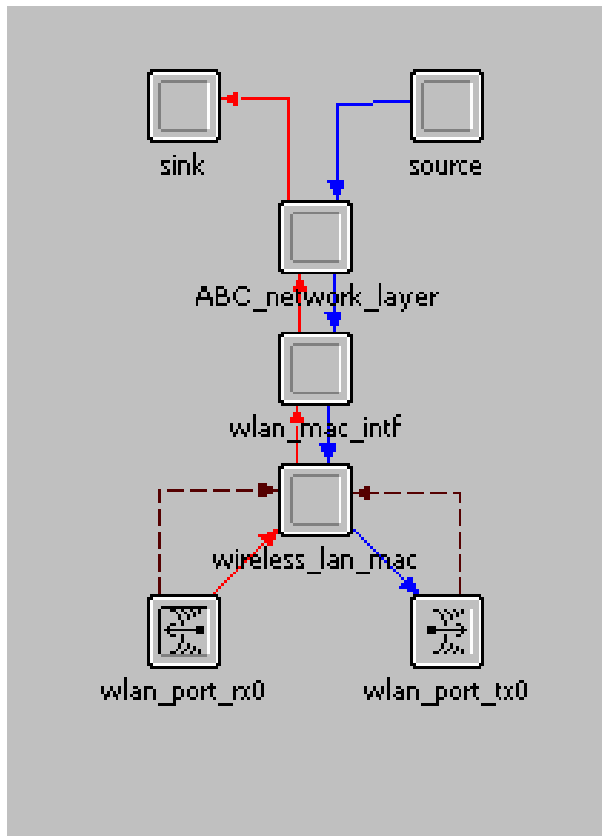 sink
source
ABC_network_layer
wlan_mac_intf
wireless_lan_mac
wlan_port_rx0
wlan_port_tx0